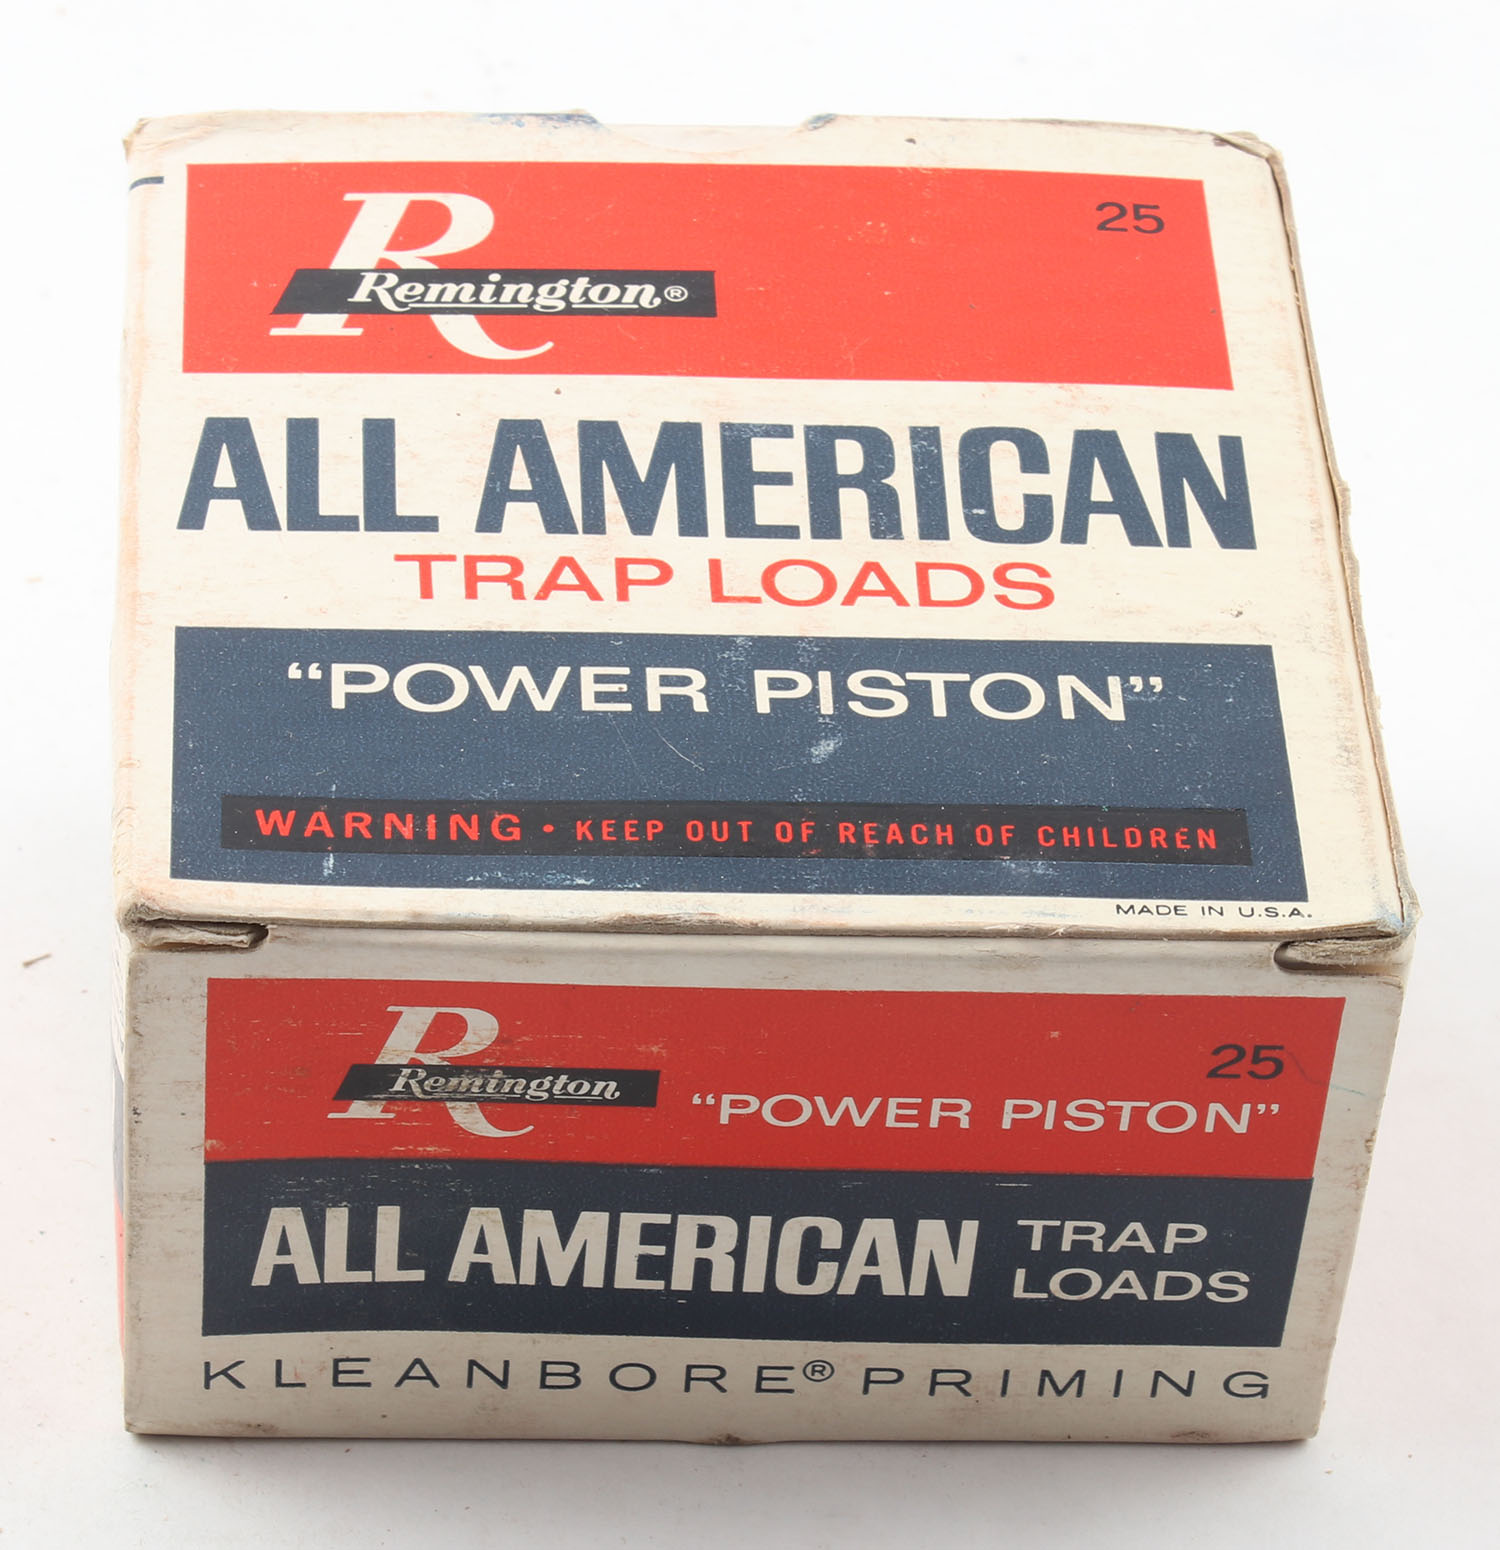 25
R
Remington®
ALL AMERICAN
TRAP LOADS
“POWER PISTON”
WARNING • KEEP OUT OF REACH OF CHILDREN
MADE IN U.S.A.
R
Remington
25
“POWER PISTON”
ALL AMERICAN TRAP
LOADS
KLEANBORE® PRIMING